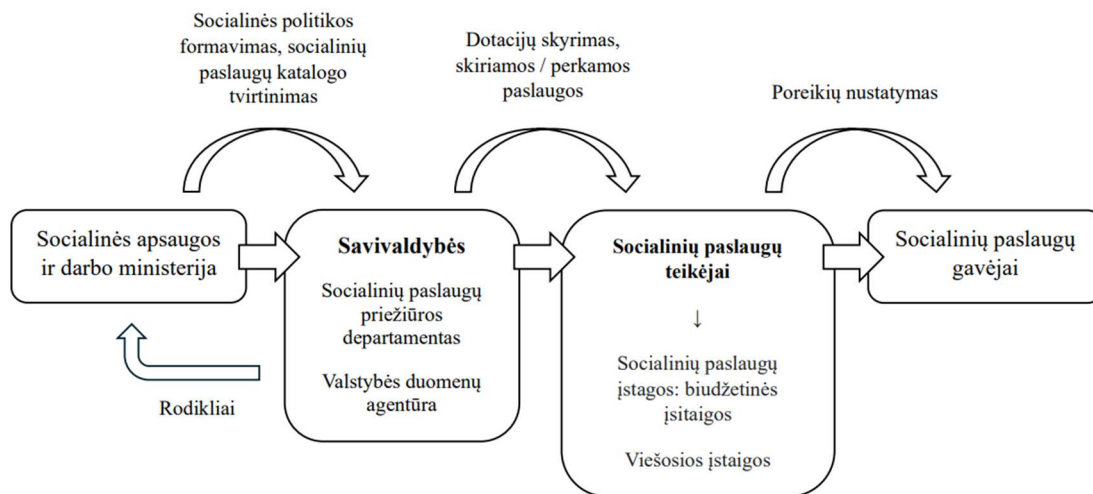 Socialinės politikos
formavimas, socialinių
paslaugų katalogo
tvirtinimas
Dotacijų skyrimas,
skiriamos / perkamos
paslaugos
Poreikių nustatymas
Socialinės apsaugos
ir darbo ministerija
Savivaldybės
Socialinių paslaugų
priežiūros
departamentas
Valstybės duomenų
agentūra
Socialinių paslaugų
teikėjai
↓
Socialinių paslaugų
įstagos: biudžetinės
įsitaigos
Viešosios įstaigos
Socialinių paslaugų
gavėjai
Rodikliai